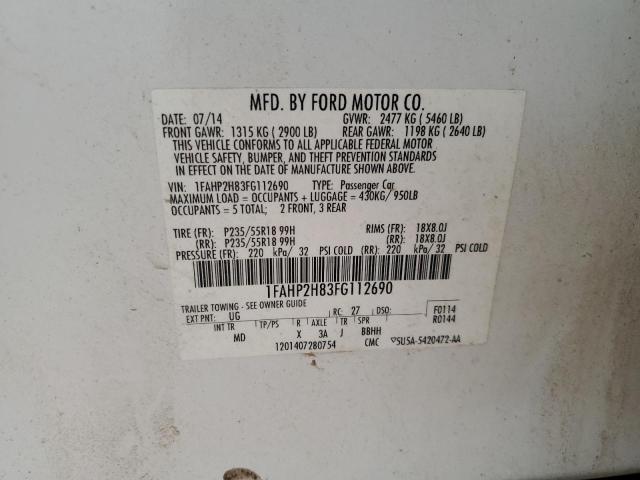 MFD. BY FORD MOTOR CO.
DATE: 07/14 GVWR: 2477 KG ( 5460 LB)
FRONT GAWR: 1315 KG ( 2900 LB) REAR GAWR: 1198 KG ( 2640 LB)
THIS VEHICLE CONFORMS TO ALL APPLICABLE FEDERAL MOTOR
VEHICLE SAFETY, BUMPER, AND THEFT PREVENTION STANDARDS
IN EFFECT ON THE DATE OF MANUFACTURE SHOWN ABOVE.
VIN: 1FAHP2H83FG112690 TYPE: Passenger Car
MAXIMUM LOAD = OCCUPANTS + LUGGAGE = 430KG/ 950LB
OCCUPANTS = 5 TOTAL; 2 FRONT, 3 REAR
TIRE (FR): P235/55R18 99H RIMS (FR): 18X8.0J
(RR): P235/55R18 99H (RR): 18X8.0J
PRESSURE (FR): 220 kPa/ 32 PSI COLD (RR): 220 kPa/ 32 PSI COLD
1FAHP2H83FG112690
TRAILER TOWING - SEE OWNER GUIDE
EXT PNT: UG RC: 27 DSO: F0114
R0144
INT TR TP/PS R AXLE TR SPR
MD X 3A J BBHH
1201407280754 CMC ▽5USA-5420472-AA